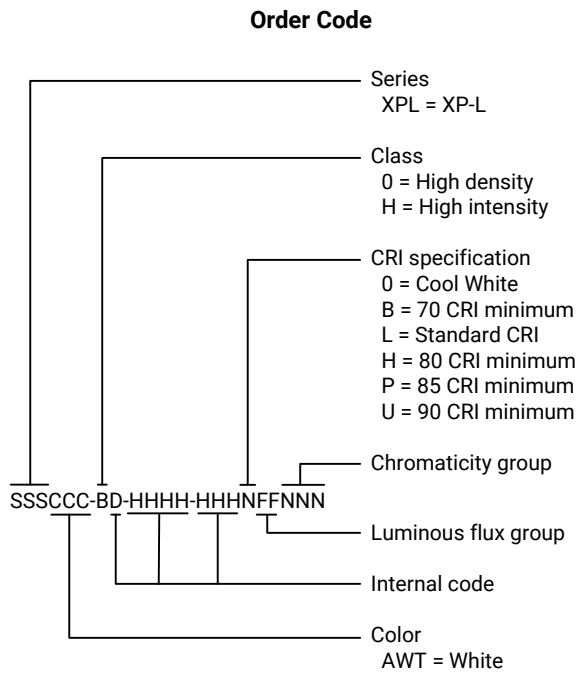 Order Code
Series
XPL = XP-L
Class
0 = High density
H = High intensity
CRI specification
0 = Cool White
B = 70 CRI minimum
L = Standard CRI
H = 80 CRI minimum
P = 85 CRI minimum
U = 90 CRI minimum
Chromaticity group
SSSCCC-BD-HHHH-HHHNFFNNN
Luminous flux group
Internal code
Color
AWT = White